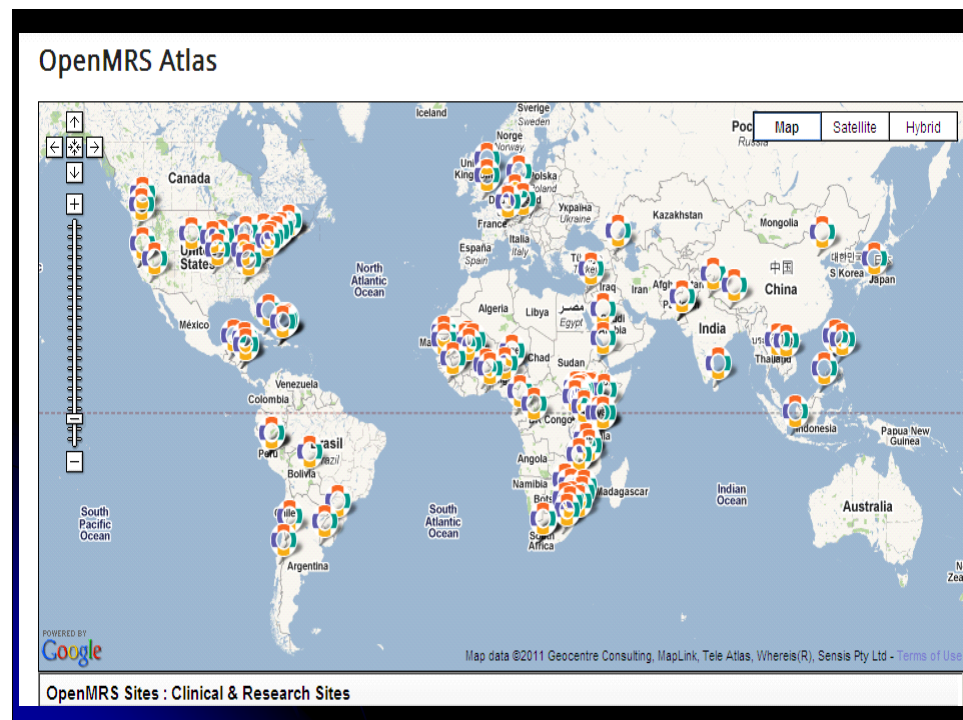 OpenMRS Atlas
Iceland
Sverige
Sweden
Norge
Norway
Map
Satellite
Hybrid
Russia
Canada
Polska
Poland
Україна
Ukraine
Kazakhstan
Mongolia
France
España
Spain
Italia
Italy
United
States
North
Atlantic
Ocean
中国
China
S Korea
Japan
Iraq
Iran
Algeria
Libya
مصر
Egypt
India
México
Chad
Sudan
Thailand
Venezuela
Colombia
Congo
Indonesia
Papua New
Guinea
Perú
Brasil
Brazil
Bolivia
Angola
Namibia
Madagascar
Indian
Ocean
Australia
South
Pacific
Ocean
South
Atlantic
Ocean
Chile
South
Africa
Argentina
POWERED BY
Google
Map data ©2011 Geocentre Consulting, MapLink, Tele Atlas, Whereis(R), Sensis Pty Ltd - Terms of Use
OpenMRS Sites : Clinical & Research Sites